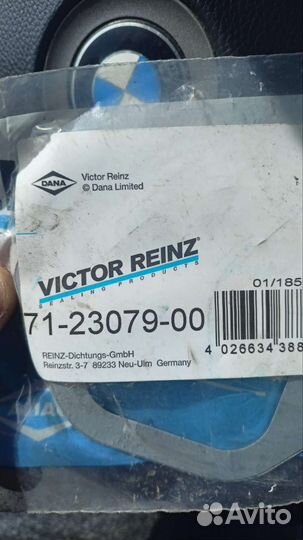 DANA
Victor Reinz
© Dana Limited
VICTOR REINZ®
SEALING PRODUCTS
01/185
71-23079-00
4 026634 388
REINZ-Dichtungs-GmbH
Reinzstr. 3-7 89233 Neu-Ulm Germany
DANA
Avito